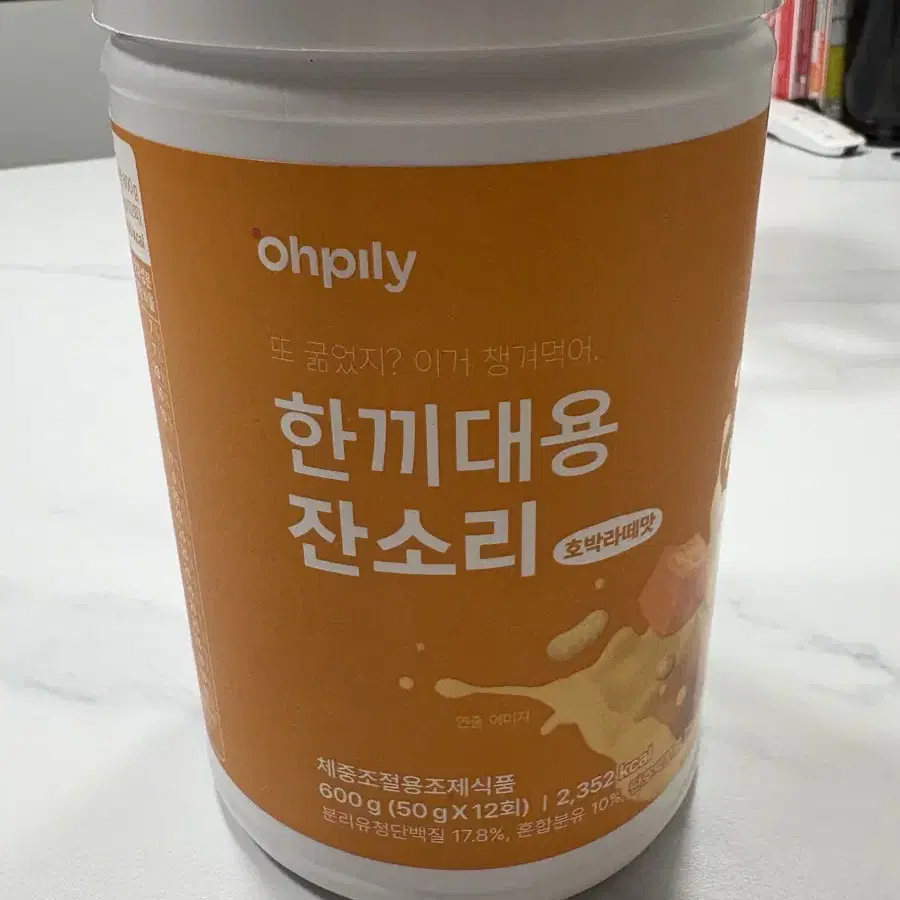 ohpily
또 굶었지? 이거 챙겨먹어.
한끼대용
잔소리
호박라떼맛
연출 이미지
체중조절용조제식품
600 g (50 g X 12회) | 2,352 kcal
분리유청단백질 17.8%, 혼합분유 10%,